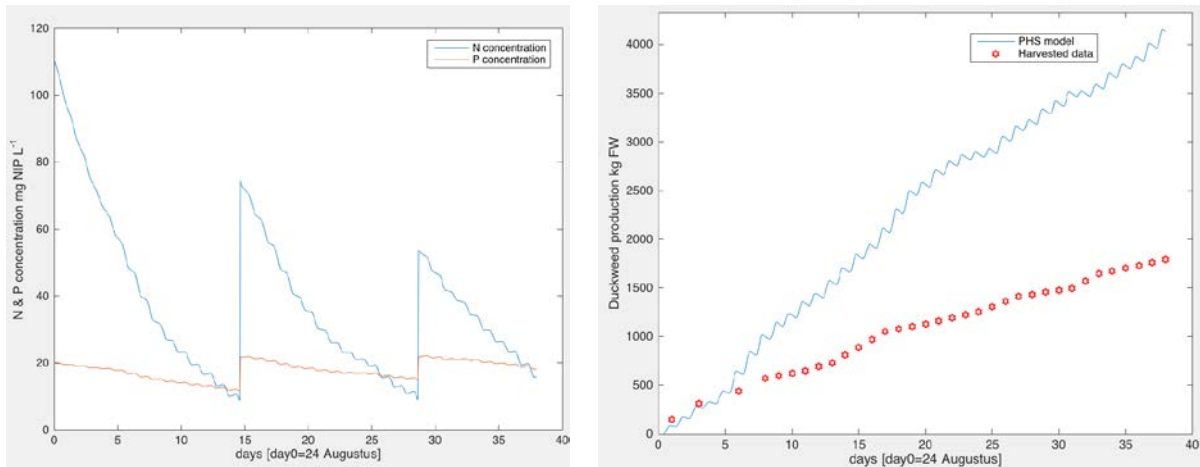 120
100
80
60
40
20
0
N & P concentration mg N|P L⁻¹
N concentration
P concentration
0 5 10 15 20 25 30 35 400
days [day0=24 Augustus]
4000
3500
3000
2500
2000
1500
1000
500
0
Duckweed production kg FW
PHS model
Harvested data
0 5 10 15 20 25 30 35 40
days [day0=24 Augustus]